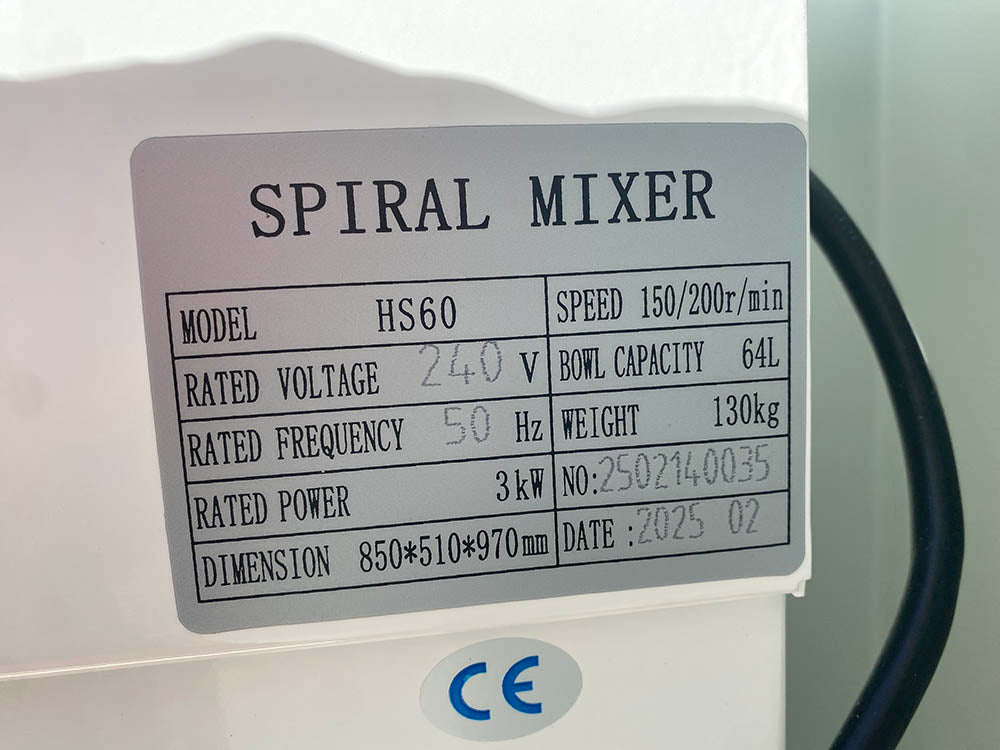 SPIRAL MIXER
MODEL HS60 SPEED 150/200r/min
RATED VOLTAGE 240 V BOWL CAPACITY 64L
RATED FREQUENCY 50 Hz WEIGHT 130kg
RATED POWER 3kW NO:2502140035
DIMENSION 850*510*970mm DATE :2025 02
CE